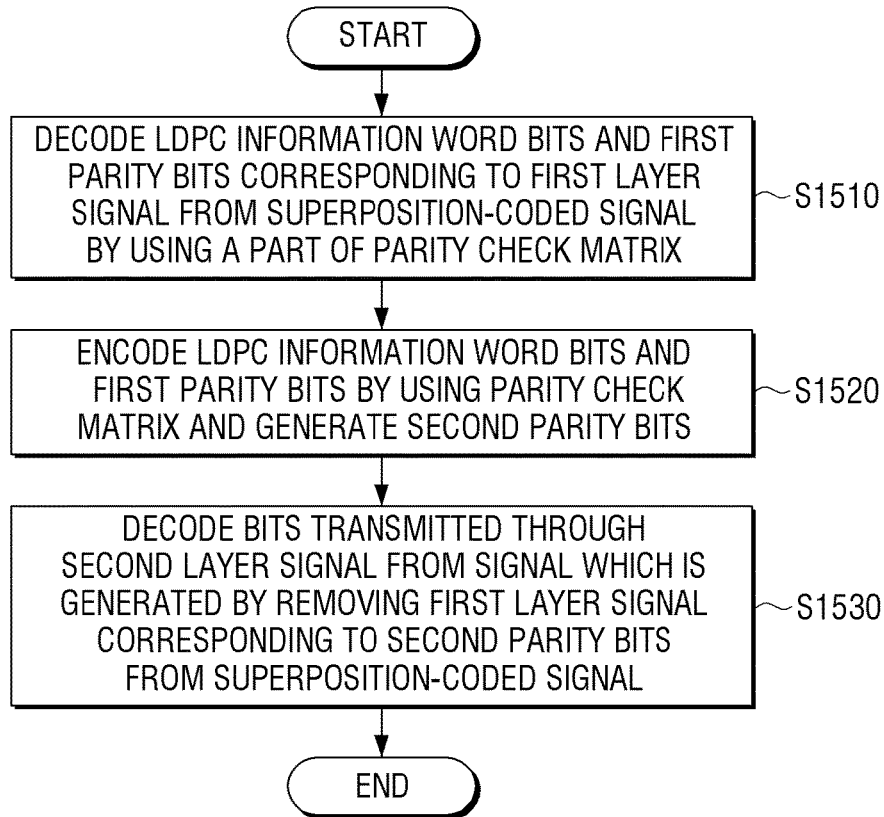 START
DECODE LDPC INFORMATION WORD BITS AND FIRST
PARITY BITS CORRESPONDING TO FIRST LAYER
SIGNAL FROM SUPERPOSITION-CODED SIGNAL
BY USING A PART OF PARITY CHECK MATRIX
S1510
ENCODE LDPC INFORMATION WORD BITS AND
FIRST PARITY BITS BY USING PARITY CHECK
MATRIX AND GENERATE SECOND PARITY BITS
S1520
DECODE BITS TRANSMITTED THROUGH
SECOND LAYER SIGNAL FROM SIGNAL WHICH IS
GENERATED BY REMOVING FIRST LAYER SIGNAL
CORRESPONDING TO SECOND PARITY BITS
FROM SUPERPOSITION-CODED SIGNAL
S1530
END